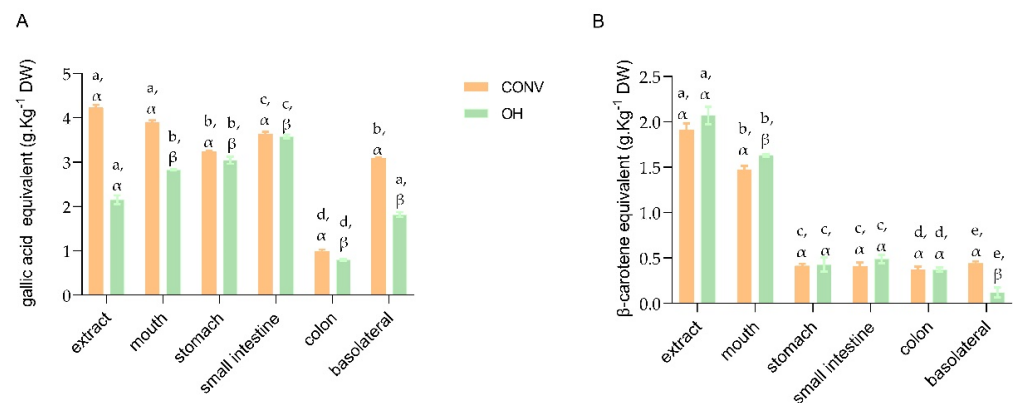 A
gallic acid equivalent (g.Kg⁻¹ DW)
5
4
3
2
1
0
a,
α
a,
α
a,
α
b,
β
b,
α
b,
β
c,
α
c,
β
d,
α
d,
β
b,
α
a,
β
extract
mouth
stomach
small intestine
colon
basolateral
CONV
OH
B
β-carotene equivalent (g.Kg⁻¹ DW)
2.5
2.0
1.5
1.0
0.5
0.0
a,
α
a,
α
b,
α
b,
β
c,
α
c,
α
c,
α
c,
α
d,
α
d,
α
e,
α
e,
β
extract
mouth
stomach
small intestine
colon
basolateral